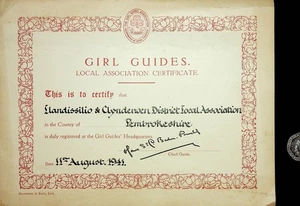 GIRL GUIDES.
LOCAL ASSOCIATION CERTIFICATE.
This is to certify that
Llandissilio & Clyndenwen District Local Association
in the County of Pembrokeshire
is duly registered at the Girl Guides' Headquarters.
Chief Guide.
Date 11th August. 1941.